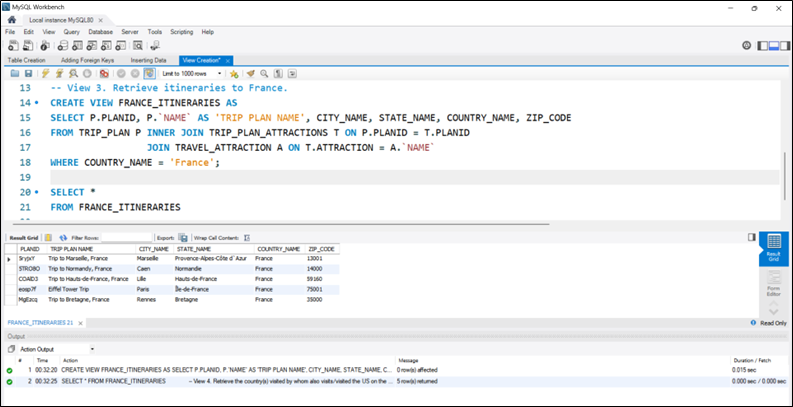 MySQL Workbench
Local instance MySQL80
File Edit View Query Database Server Tools Scripting Help
Table Creation Adding Foreign Keys Inserting Data View Creation*
Limit to 1000 rows
13 -- View 3. Retrieve itineraries to France.
14 CREATE VIEW FRANCE_ITINERARIES AS
15 SELECT P.PLANID, P.`NAME` AS 'TRIP PLAN NAME', CITY_NAME, STATE_NAME, COUNTRY_NAME, ZIP_CODE
16 FROM TRIP_PLAN P INNER JOIN TRIP_PLAN_ATTRACTIONS T ON P.PLANID = T.PLANID
17 JOIN TRAVEL_ATTRACTION A ON T.ATTRACTION = A.`NAME`
18 WHERE COUNTRY_NAME = 'France';
19
20 SELECT *
21 FROM FRANCE_ITINERARIES
Result Grid Filter Rows: Export: Wrap Cell Content:
PLANID TRIP PLAN NAME CITY_NAME STATE_NAME COUNTRY_NAME ZIP_CODE
Trip to Marseille, France Marseille Provence-Alpes-Côte d`Azur France 13001
STROBO Trip to Normandy, France Caen Normandie France 14000
Trip to Hauts-de-France, France Lille Hauts-de-France France 59160
Eiffel Tower Trip Paris Île-de-France France 75001
MgEzcq Trip to Bretagne, France Rennes Bretagne France 35000
Result Grid
Form Editor
FRANCE_ITINERARIES 21
Read Only
Output
Action Output
# Time Action Message Duration / Fetch
1 00:32:20 CREATE VIEW FRANCE_ITINERARIES AS SELECT P.PLANID, P.`NAME` AS 'TRIP PLAN NAME', CITY_NAME, STATE_NAME, C... 0 row(s) affected 0.015 sec
2 00:32:25 SELECT * FROM FRANCE_ITINERARIES -- View 4. Retrieve the country(s) visited by whom also visits/visited the US on the ... 5 row(s) returned 0.000 sec / 0.000 sec